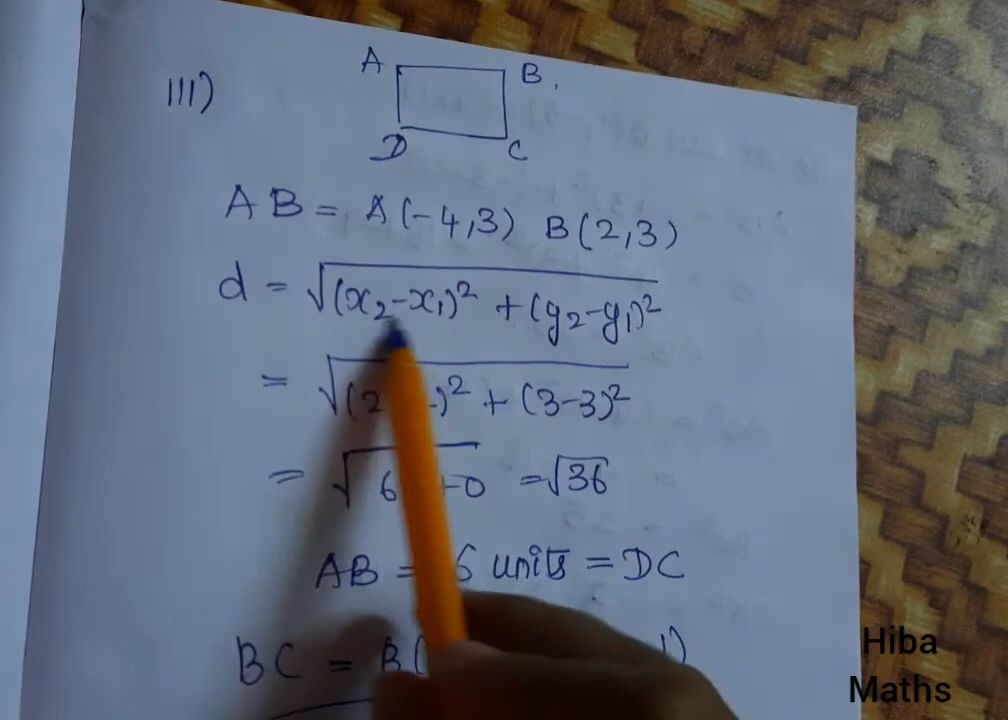 III)
A B.
D C
AB = A(-4,3) B(2,3)
d = √(x₂-x₁)² + (y₂-y₁)²
= √(2 )² + (3-3)²
= √6 +0 = √36
AB = 6 units = DC
BC = B( 1)
Hiba
Maths